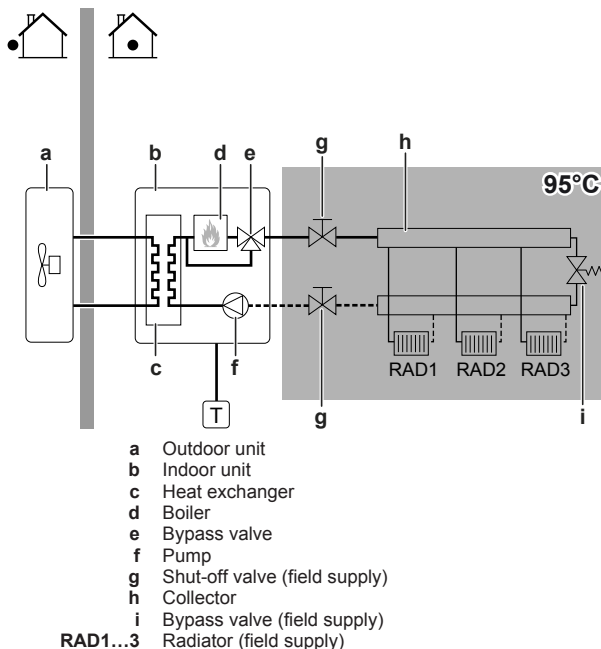 a
b
d
e
g
h
95°C
c
f
RAD1
RAD2
RAD3
T
g
i
a Outdoor unit
b Indoor unit
c Heat exchanger
d Boiler
e Bypass valve
f Pump
g Shut-off valve (field supply)
h Collector
i Bypass valve (field supply)
RAD1...3 Radiator (field supply)